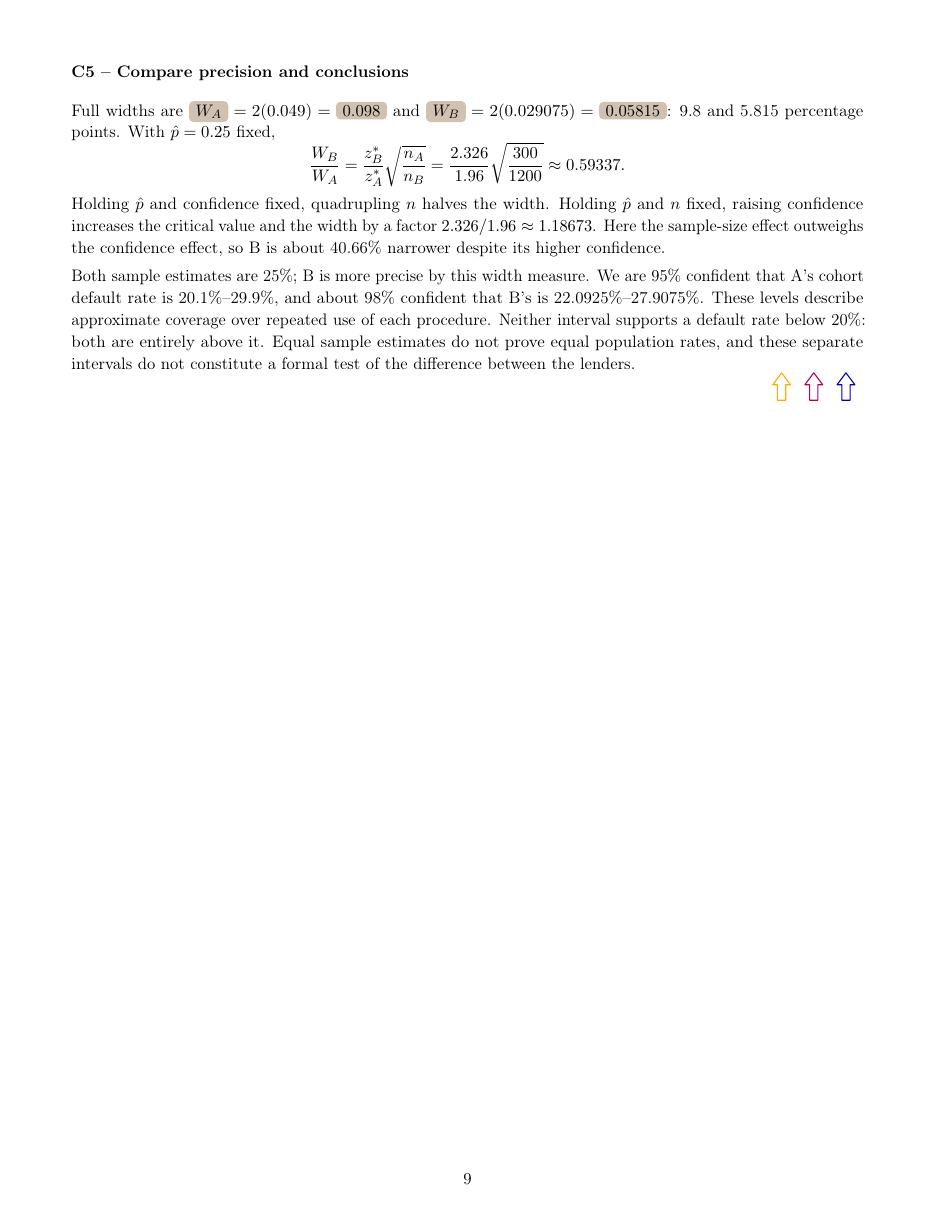 C5 – Compare precision and conclusions
Full widths are W_A = 2(0.049) = 0.098 and W_B = 2(0.029075) = 0.05815 : 9.8 and 5.815 percentage
points. With p̂ = 0.25 fixed,
W_B/W_A = z*_B/z*_A √(n_A/n_B) = 2.326/1.96 √(300/1200) ≈ 0.59337.
Holding p̂ and confidence fixed, quadrupling n halves the width. Holding p̂ and n fixed, raising confidence
increases the critical value and the width by a factor 2.326/1.96 ≈ 1.18673. Here the sample-size effect outweighs
the confidence effect, so B is about 40.66% narrower despite its higher confidence.
Both sample estimates are 25%; B is more precise by this width measure. We are 95% confident that A's cohort
default rate is 20.1%–29.9%, and about 98% confident that B's is 22.0925%–27.9075%. These levels describe
approximate coverage over repeated use of each procedure. Neither interval supports a default rate below 20%:
both are entirely above it. Equal sample estimates do not prove equal population rates, and these separate
intervals do not constitute a formal test of the difference between the lenders.
9